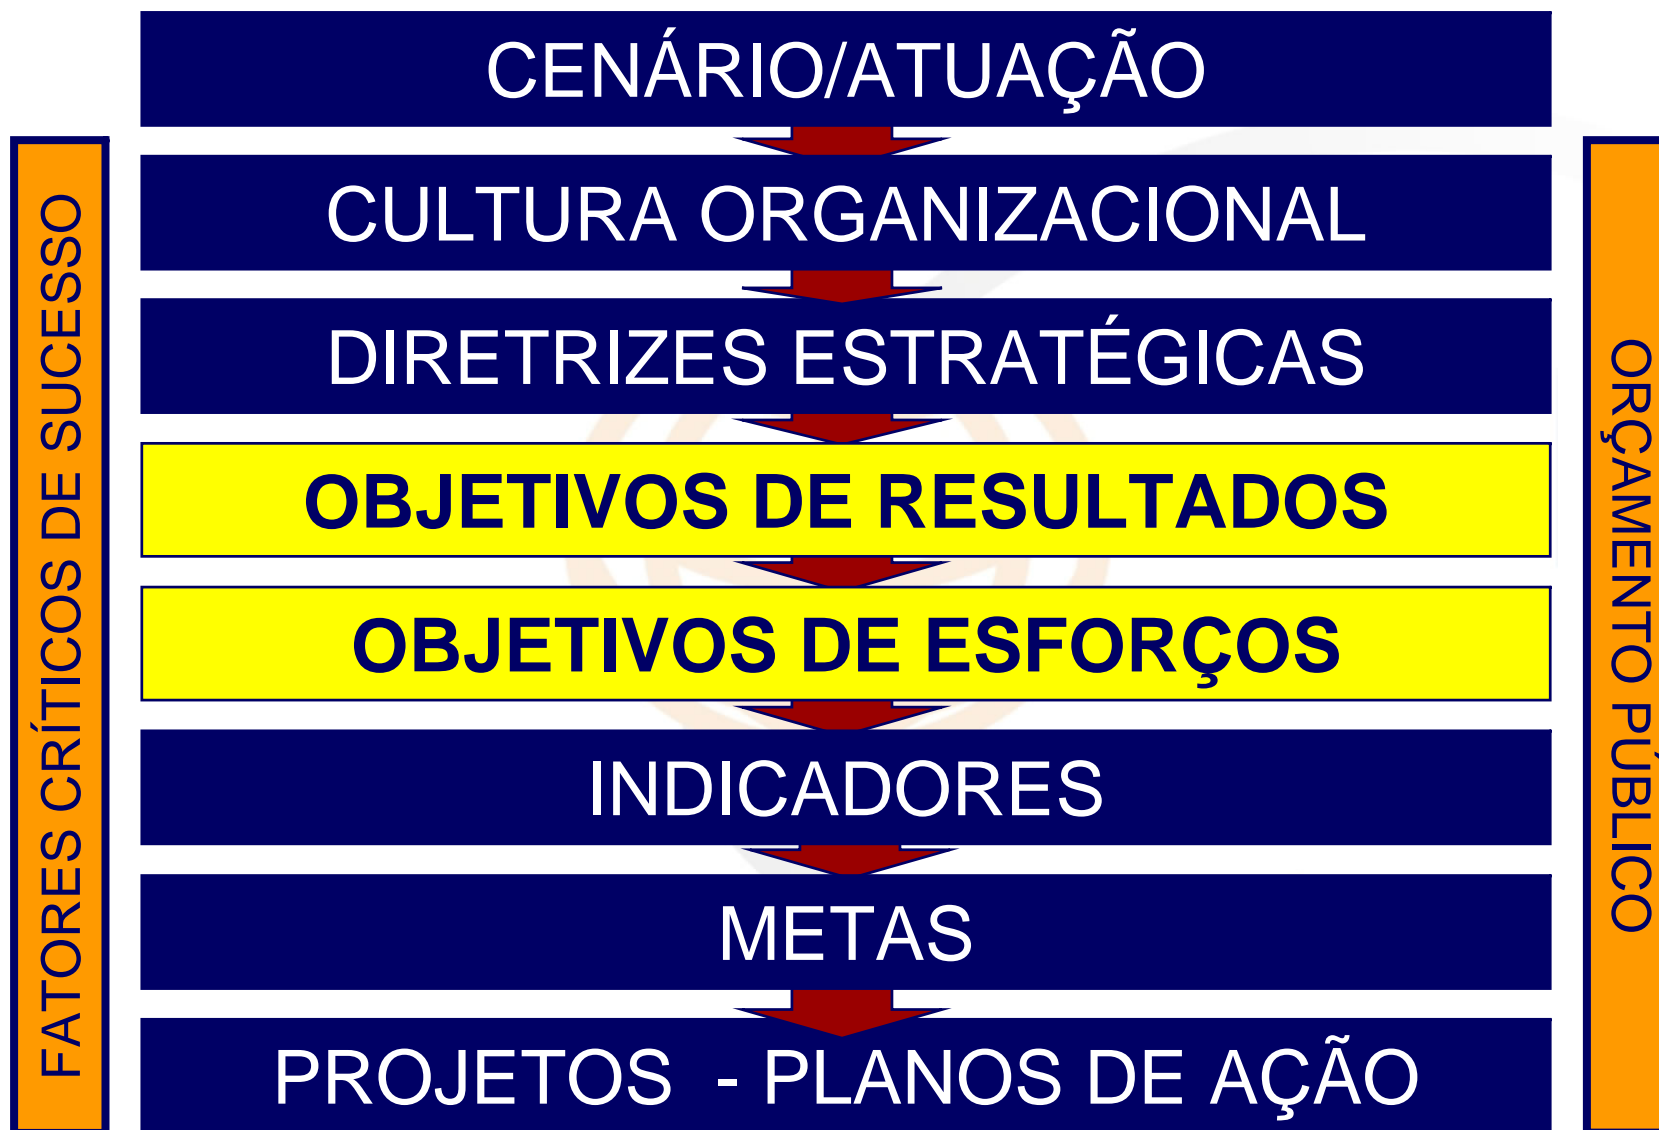 CENÁRIO/ATUAÇÃO
CULTURA ORGANIZACIONAL
DIRETRIZES ESTRATÉGICAS
OBJETIVOS DE RESULTADOS
OBJETIVOS DE ESFORÇOS
INDICADORES
METAS
PROJETOS  - PLANOS DE AÇÃO
FATORES CRÍTICOS DE SUCESSO
ORÇAMENTO PÚBLICO